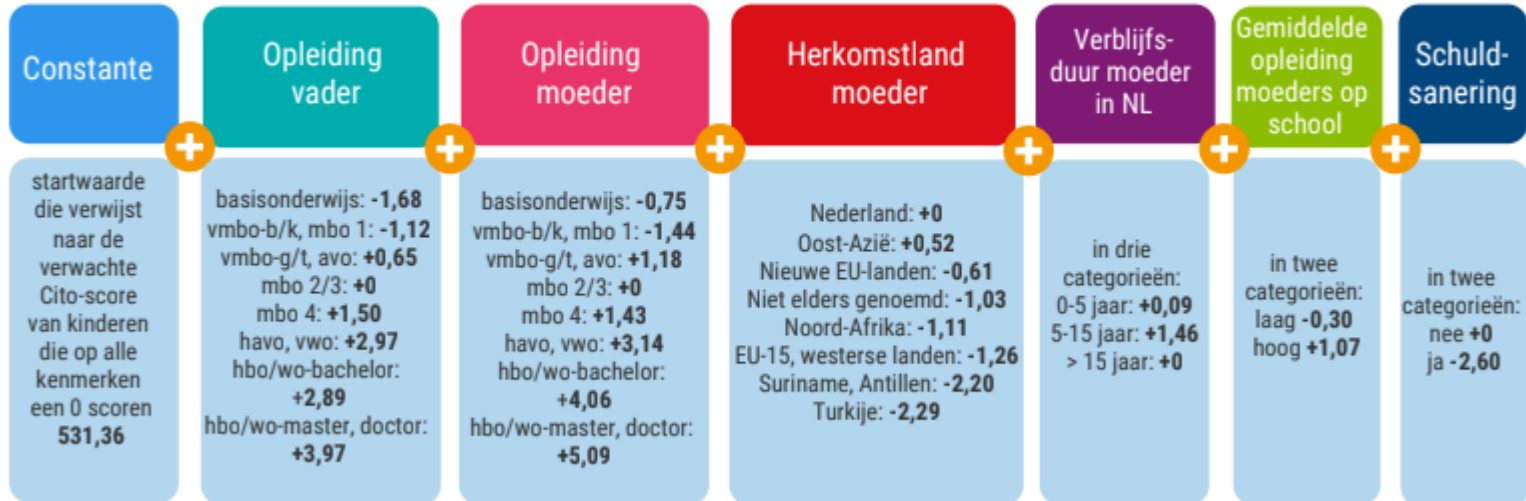 Constante
startwaarde
die verwijst
naar de
verwachte
Cito-score
van kinderen
die op alle
kenmerken
een 0 scoren
531,36
Opleiding
vader
basisonderwijs: -1,68
vmbo-b/k, mbo 1: -1,12
vmbo-g/t, avo: +0,65
mbo 2/3: +0
mbo 4: +1,50
havo, vwo: +2,97
hbo/wo-bachelor:
+2,89
hbo/wo-master, doctor:
+3,97
Opleiding
moeder
basisonderwijs: -0,75
vmbo-b/k, mbo 1: -1,44
vmbo-g/t, avo: +1,18
mbo 2/3: +0
mbo 4: +1,43
havo, vwo: +3,14
hbo/wo-bachelor:
+4,06
hbo/wo-master, doctor:
+5,09
Herkomstland
moeder
Nederland: +0
Oost-Azië: +0,52
Nieuwe EU-landen: -0,61
Niet elders genoemd: -1,03
Noord-Afrika: -1,11
EU-15, westerse landen: -1,26
Suriname, Antillen: -2,20
Turkije: -2,29
Verblijfs-
duur moeder
in NL
in drie
categorieën:
0-5 jaar: +0,09
5-15 jaar: +1,46
> 15 jaar: +0
Gemiddelde
opleiding
moeders op
school
in twee
categorieën:
laag -0,30
hoog +1,07
Schuld-
sanering
in twee
categorieën:
nee +0
ja -2,60